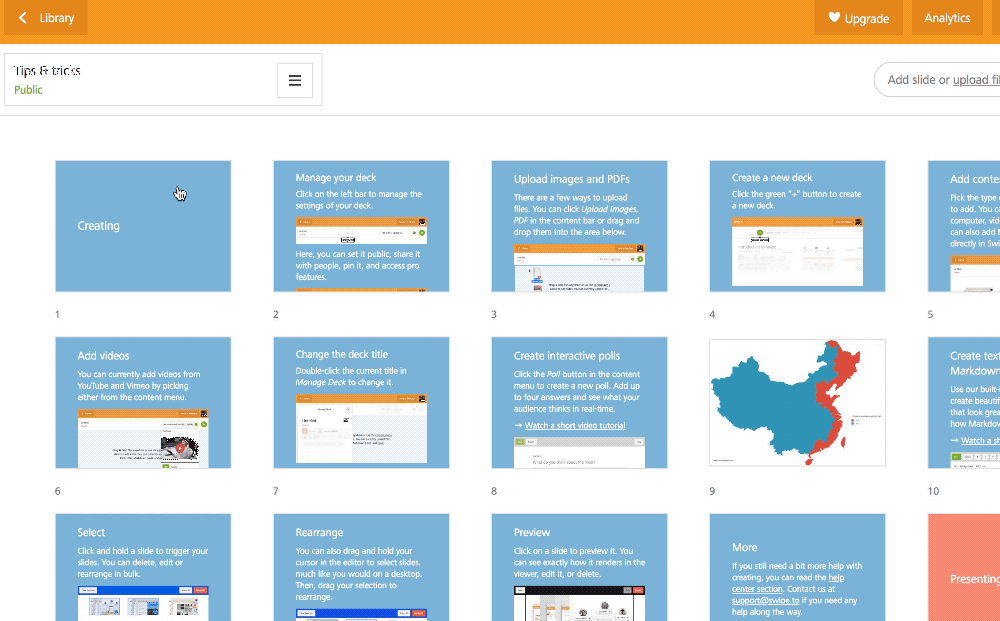 Library
Upgrade
Analytics
Tips & tricks
Public
Add slide or upload fil
Creating
1
Manage your deck
Click on the left bar to manage the
settings of your deck.
Here, you can set it public, share it
with people, pin it, and access pro
features.
2
Upload images and PDFs
There are a few ways to upload
files. You can click Upload Images,
PDF in the content bar or drag and
drop them into the area below.
3
Create a new deck
Click the green "+" button to create
a new deck.
4
Add conte
Pick the type
to add. You ca
computer, vid
can also add M
directly in Swi
5
Add videos
You can currently add videos from
YouTube and Vimeo by picking
either from the content menu.
6
Change the deck title
Double-click the current title in
Manage Deck to change it.
7
Create interactive polls
Click the Poll button in the content
menu to create a new poll. Add up
to four answers and see what your
audience thinks in real-time.
→ Watch a short video tutorial
What do you think about the meal?
8
9
Create tex
Markdown
Use our built-i
create beautif
that look grea
how Markdow
→ Watch a sh
10
Select
Click and hold a slide to trigger your
slides. You can delete, edit or
rearrange in bulk.
Rearrange
You can also drag and hold your
cursor in the editor to select slides,
much like you would on a desktop.
Then, drag your selection to
rearrange.
Preview
Click on a slide to preview it. You
can see exactly how it renders in the
viewer, edit it, or delete.
More
If you still need a bit more help with
creating, you can read the help
center section. Contact us at
support@swipe.to if you need any
help along the way.
Presenting